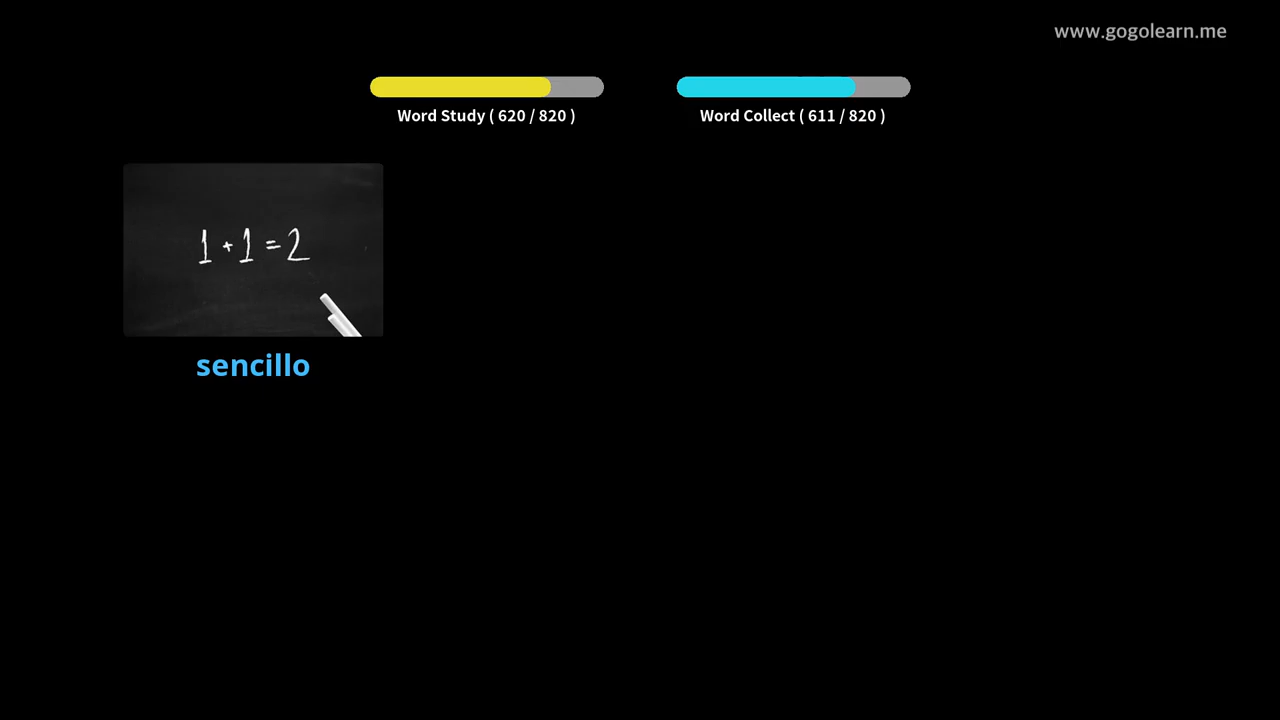 www.gogolearn.me
Word Study ( 620 / 820 )
Word Collect ( 611 / 820 )
1 + 1 = 2
sencillo